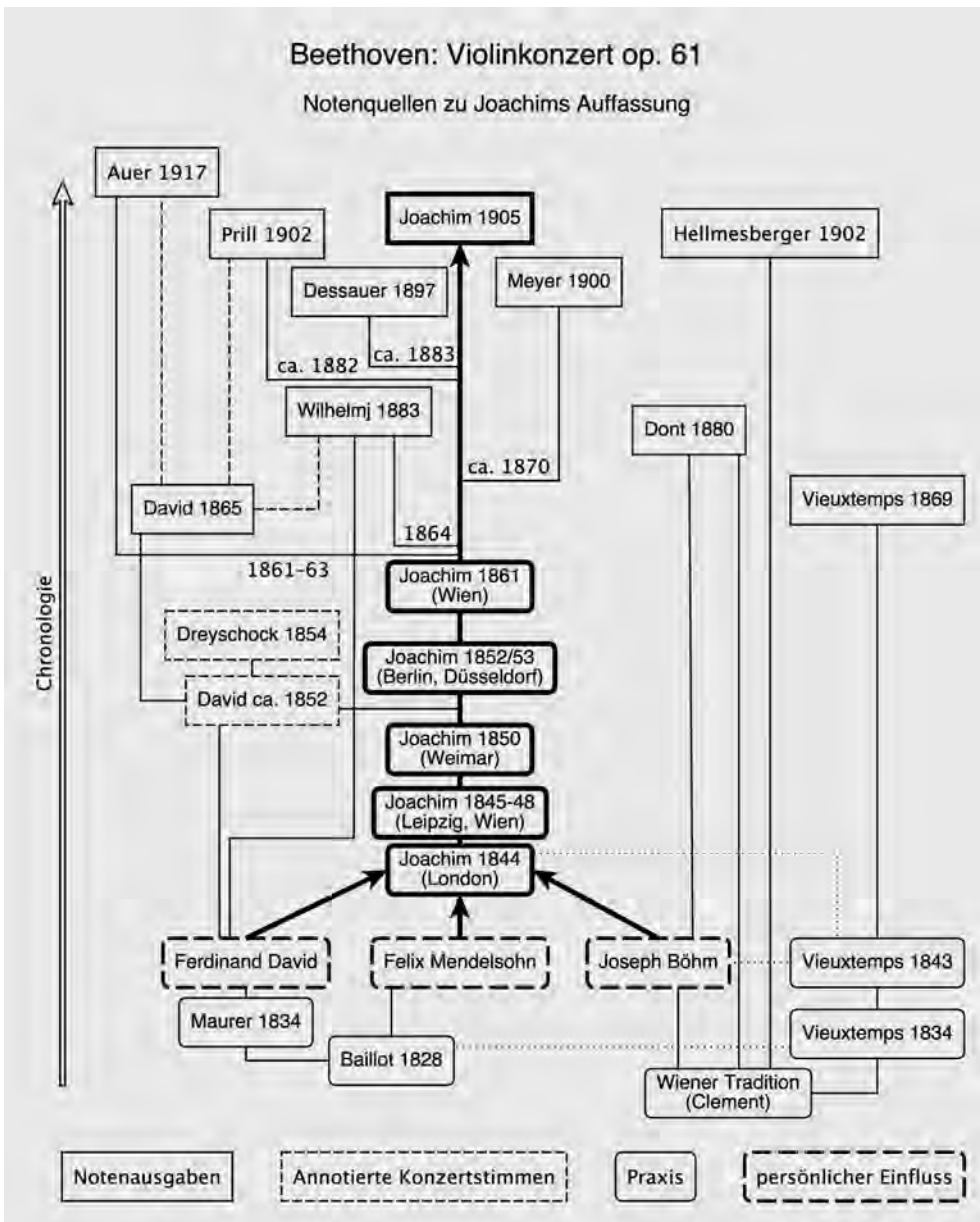 Beethoven: Violinkonzert op. 61
Notenquellen zu Joachims Auffassung
Auer 1917
Joachim 1905
Prill 1902
Hellmesberger 1902
Dessauer 1897
Meyer 1900
ca. 1883
ca. 1882
Wilhelmj 1883
Dont 1880
ca. 1870
David 1865
Vieuxtemps 1869
1864
1861-63
Joachim 1861
(Wien)
Chronologie
Dreyschock 1854
Joachim 1852/53
(Berlin, Düsseldorf)
David ca. 1852
Joachim 1850
(Weimar)
Joachim 1845-48
(Leipzig, Wien)
Joachim 1844
(London)
Ferdinand David
Felix Mendelsohn
Joseph Böhm
Vieuxtemps 1843
Maurer 1834
Vieuxtemps 1834
Baillot 1828
Wiener Tradition
(Clement)
Notenausgaben
Annotierte Konzertstimmen
Praxis
persönlicher Einfluss